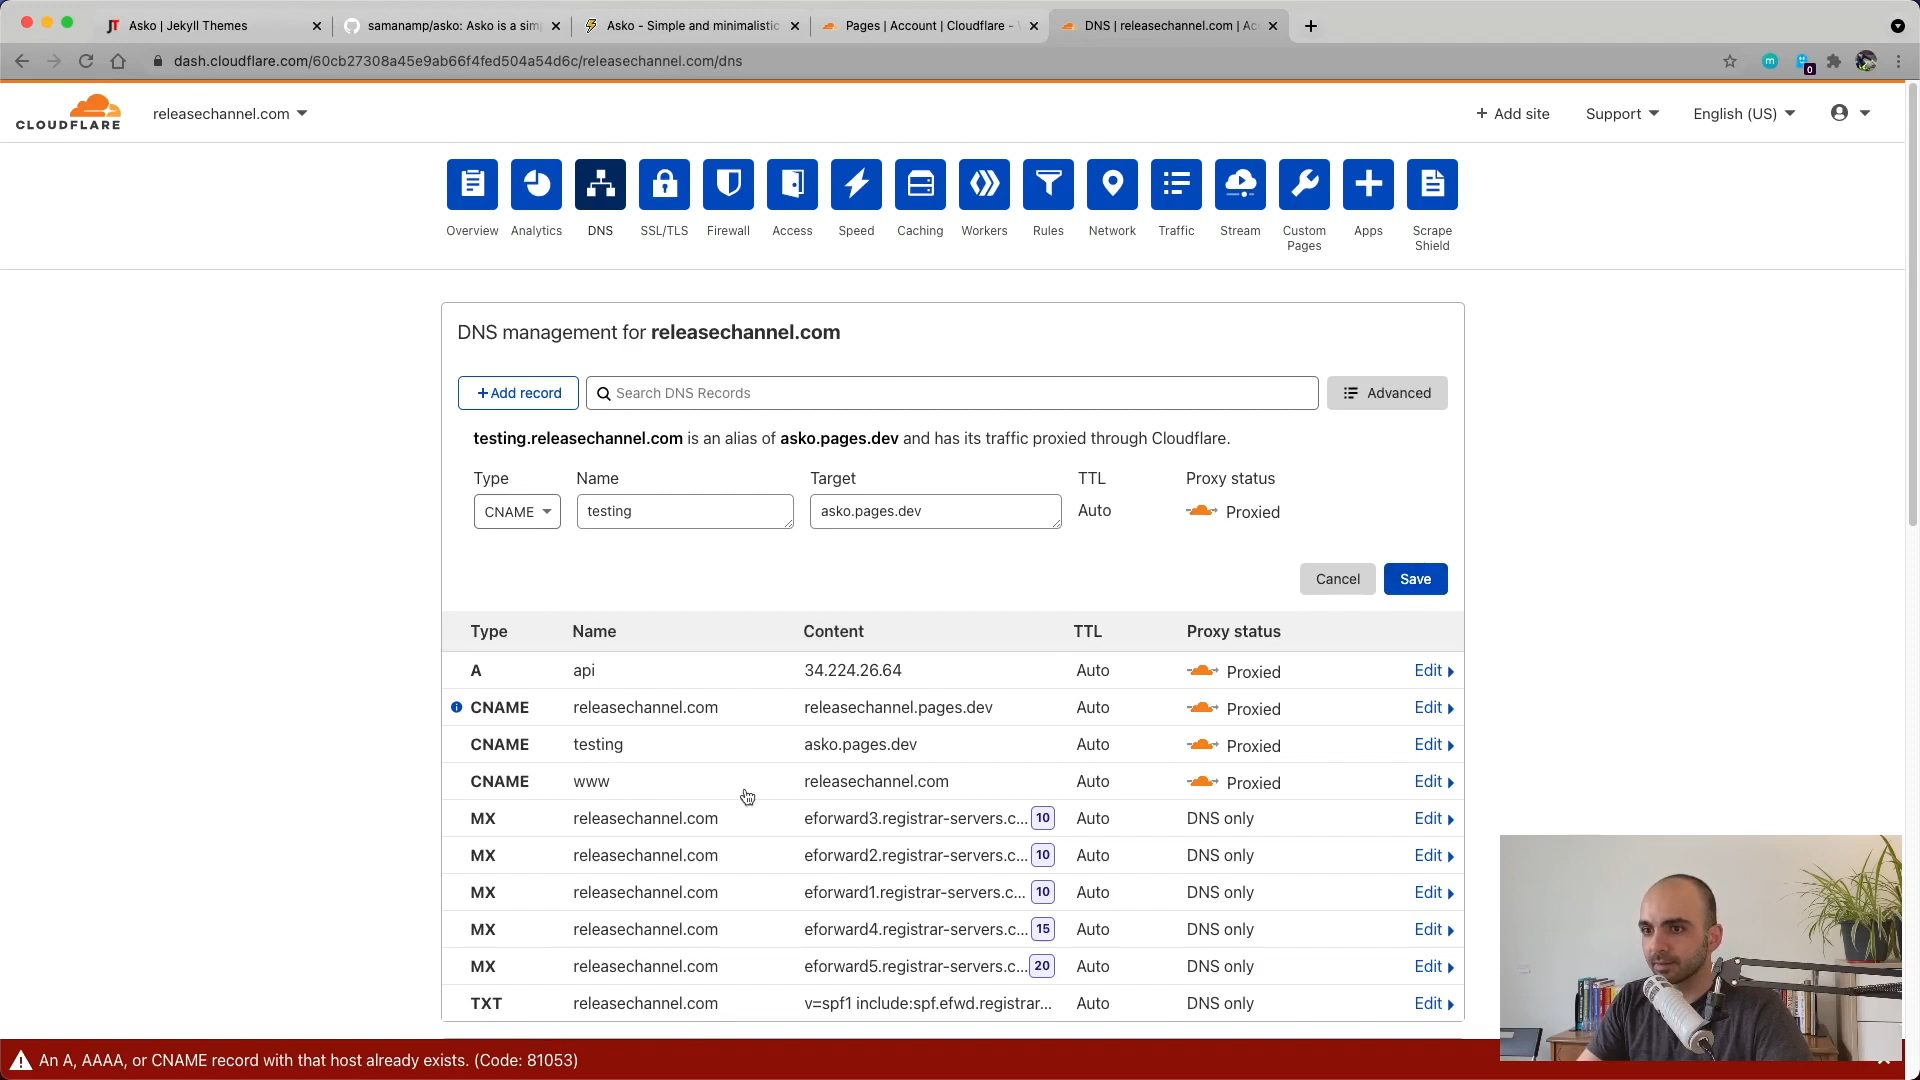 Asko | Jekyll Themes
samanamp/asko: Asko is a sim
Asko - Simple and minimalistic
Pages | Account | Cloudflare -
DNS | releasechannel.com | Ac
dash.cloudflare.com/60cb27308a45e9ab66f4fed504a54d6c/releasechannel.com/dns
m
0
CLOUDFLARE
releasechannel.com
+ Add site
Support
English (US)
Overview
Analytics
DNS
SSL/TLS
Firewall
Access
Speed
Caching
Workers
Rules
Network
Traffic
Stream
Custom Pages
Apps
Scrape Shield
DNS management for releasechannel.com
+Add record
Search DNS Records
Advanced
testing.releasechannel.com is an alias of asko.pages.dev and has its traffic proxied through Cloudflare.
Type Name Target TTL Proxy status
CNAME testing asko.pages.dev Auto Proxied
Cancel Save
Type Name Content TTL Proxy status
A api 34.224.26.64 Auto Proxied Edit
CNAME releasechannel.com releasechannel.pages.dev Auto Proxied Edit
CNAME testing asko.pages.dev Auto Proxied Edit
CNAME www releasechannel.com Auto Proxied Edit
MX releasechannel.com eforward3.registrar-servers.c... 10 Auto DNS only Edit
MX releasechannel.com eforward2.registrar-servers.c... 10 Auto DNS only Edit
MX releasechannel.com eforward1.registrar-servers.c... 10 Auto DNS only Edit
MX releasechannel.com eforward4.registrar-servers.c... 15 Auto DNS only Edit
MX releasechannel.com eforward5.registrar-servers.c... 20 Auto DNS only Edit
TXT releasechannel.com v=spf1 include:spf.efwd.registrar... Auto DNS only Edit
An A, AAAA, or CNAME record with that host already exists. (Code: 81053)